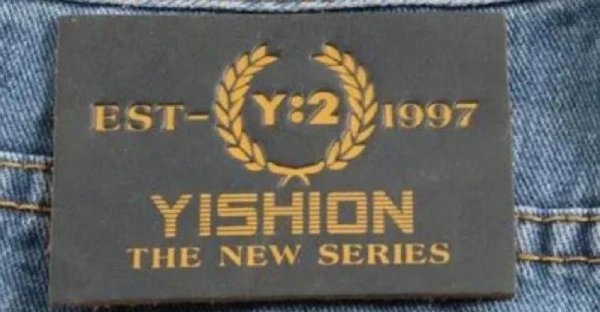 EST- Y:2 1997
YISHION
THE NEW SERIES